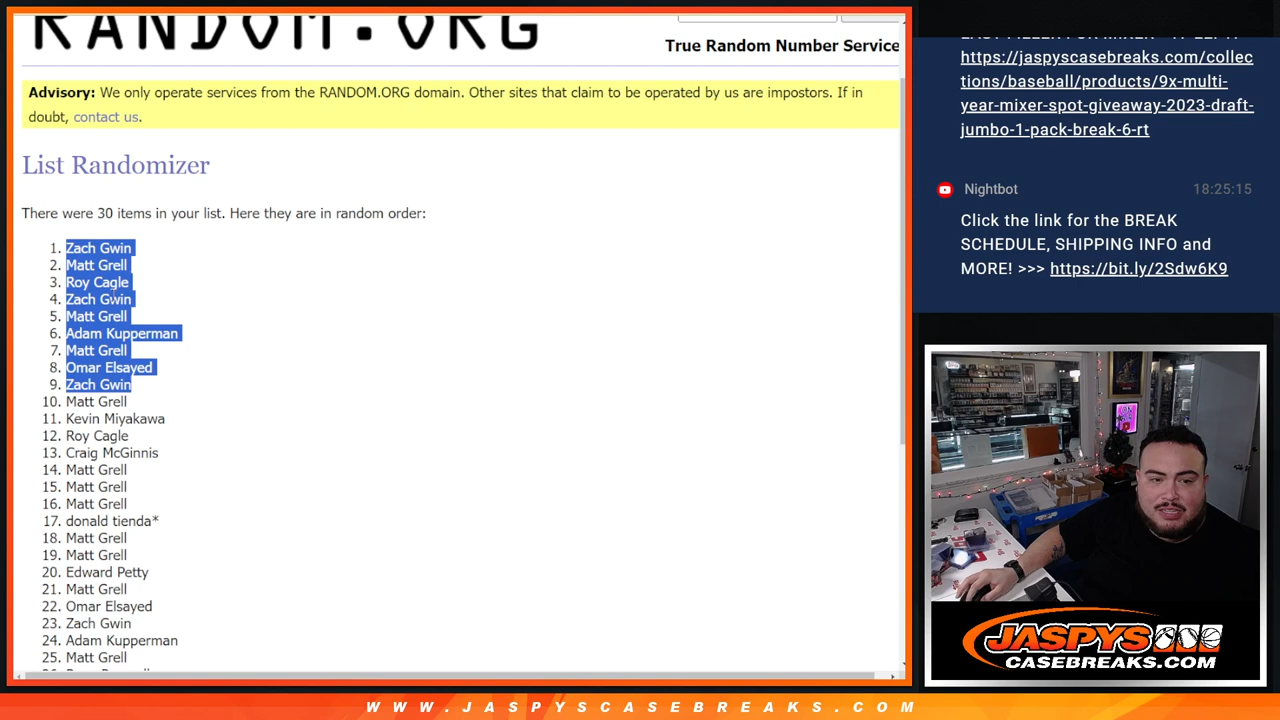 RANDOM.ORG
True Random Number Service
Advisory: We only operate services from the RANDOM.ORG domain. Other sites that claim to be operated by us are impostors. If in
doubt, contact us.
List Randomizer
There were 30 items in your list. Here they are in random order:
1. Zach Gwin
2. Matt Grell
3. Roy Cagle
4. Zach Gwin
5. Matt Grell
6. Adam Kupperman
7. Matt Grell
8. Omar Elsayed
9. Zach Gwin
10. Matt Grell
11. Kevin Miyakawa
12. Roy Cagle
13. Craig McGinnis
14. Matt Grell
15. Matt Grell
16. Matt Grell
17. donald tienda*
18. Matt Grell
19. Matt Grell
20. Edward Petty
21. Matt Grell
22. Omar Elsayed
23. Zach Gwin
24. Adam Kupperman
25. Matt Grell
https://jaspyscasebreaks.com/collec
tions/baseball/products/9x-multi-
year-mixer-spot-giveaway-2023-draft-
jumbo-1-pack-break-6-rt
Nightbot 18:25:15
Click the link for the BREAK
SCHEDULE, SHIPPING INFO and
MORE! >>> https://bit.ly/2Sdw6K9
JASPYS
CASEBREAKS.COM
WWW.JASPYSCASEBREAKS.COM